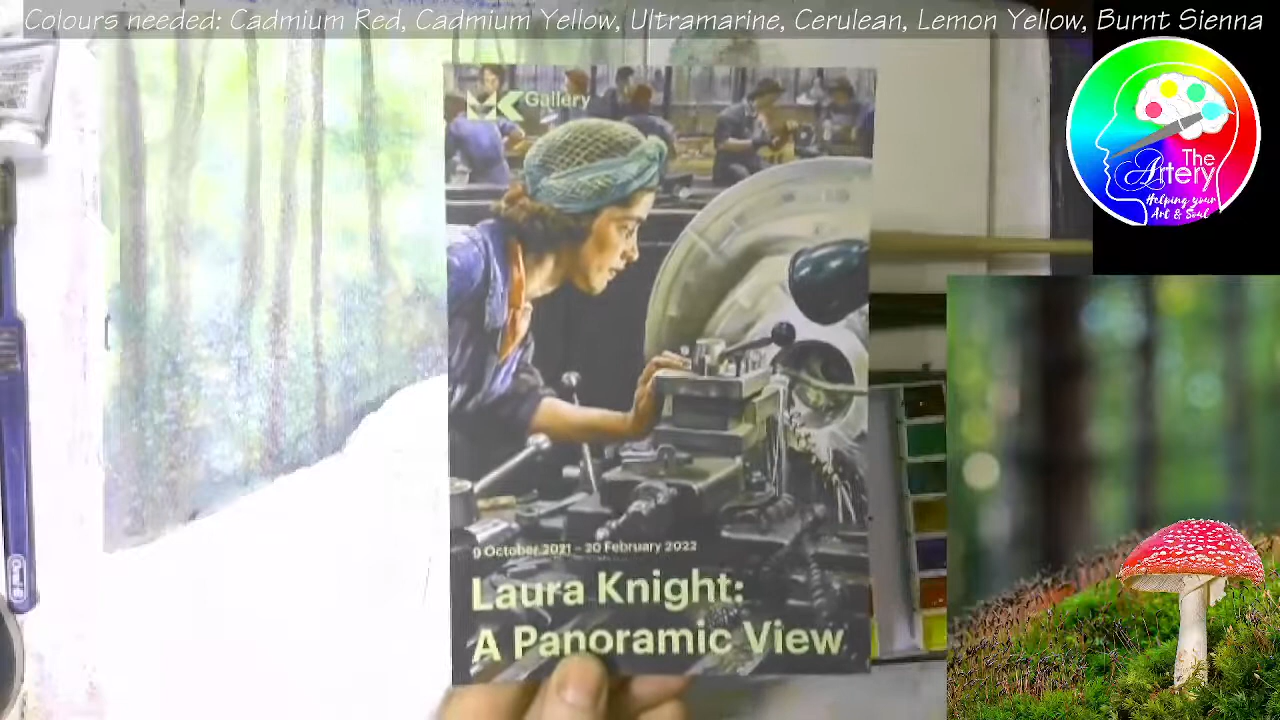 Colours needed: Cadmium Red, Cadmium Yellow, Ultramarine, Cerulean, Lemon Yellow, Burnt Sienna
MK Gallery
The
Artery
Helping your
Art & Soul
9 October 2021 – 20 February 2022
Laura Knight:
A Panoramic View